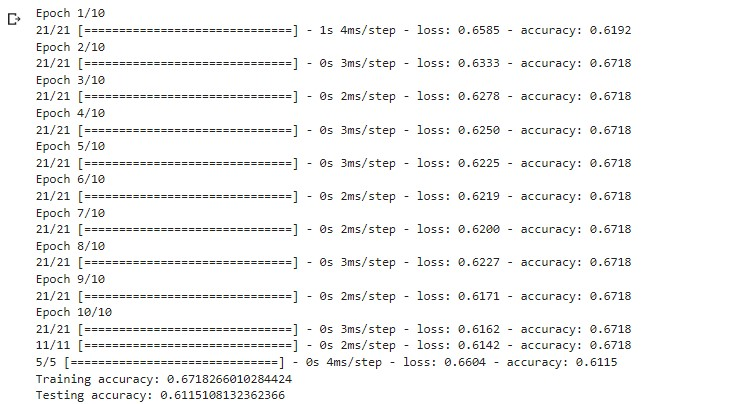 Epoch 1/10
21/21 [==============================] - 1s 4ms/step - loss: 0.6585 - accuracy: 0.6192
Epoch 2/10
21/21 [==============================] - 0s 3ms/step - loss: 0.6333 - accuracy: 0.6718
Epoch 3/10
21/21 [==============================] - 0s 2ms/step - loss: 0.6278 - accuracy: 0.6718
Epoch 4/10
21/21 [==============================] - 0s 3ms/step - loss: 0.6250 - accuracy: 0.6718
Epoch 5/10
21/21 [==============================] - 0s 3ms/step - loss: 0.6225 - accuracy: 0.6718
Epoch 6/10
21/21 [==============================] - 0s 2ms/step - loss: 0.6219 - accuracy: 0.6718
Epoch 7/10
21/21 [==============================] - 0s 2ms/step - loss: 0.6200 - accuracy: 0.6718
Epoch 8/10
21/21 [==============================] - 0s 3ms/step - loss: 0.6227 - accuracy: 0.6718
Epoch 9/10
21/21 [==============================] - 0s 2ms/step - loss: 0.6171 - accuracy: 0.6718
Epoch 10/10
21/21 [==============================] - 0s 3ms/step - loss: 0.6162 - accuracy: 0.6718
11/11 [==============================] - 0s 2ms/step - loss: 0.6142 - accuracy: 0.6718
5/5 [==============================] - 0s 4ms/step - loss: 0.6604 - accuracy: 0.6115
Training accuracy: 0.6718266010284424
Testing accuracy: 0.6115108132362366